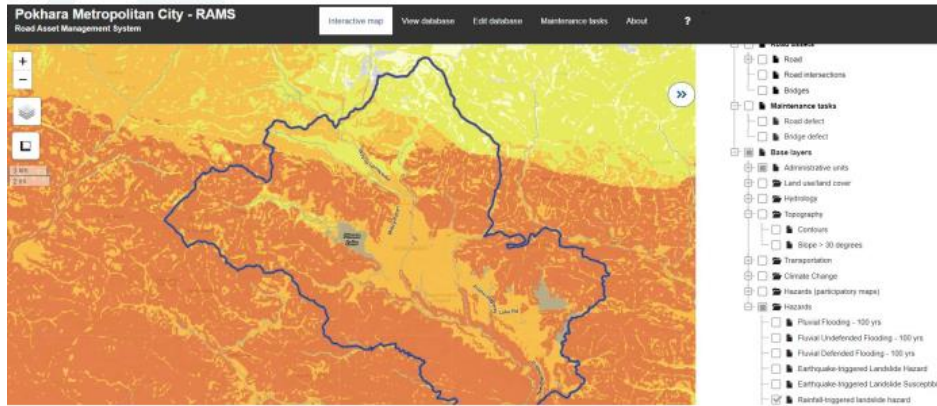 Pokhara Metropolitan City - RAMS
Road Asset Management System
Interactive map
View database
Edit database
Maintenance tasks
About
?
+
−
»
Road assets
Road
Road intersections
Bridges
Maintenance tasks
Road defect
Bridge defect
Base layers
Administrative units
Land use/land cover
Hydrology
Topography
Contours
Slope > 30 degrees
Transportation
Climate Change
Hazards (participatory maps)
Hazards
Pluvial Flooding - 100 yrs
Fluvial Undefended Flooding - 100 yrs
Fluvial Defended Flooding - 100 yrs
Earthquake-triggered Landslide Hazard
Earthquake-triggered Landslide Susceptibi
Rainfall-triggered landslide hazard